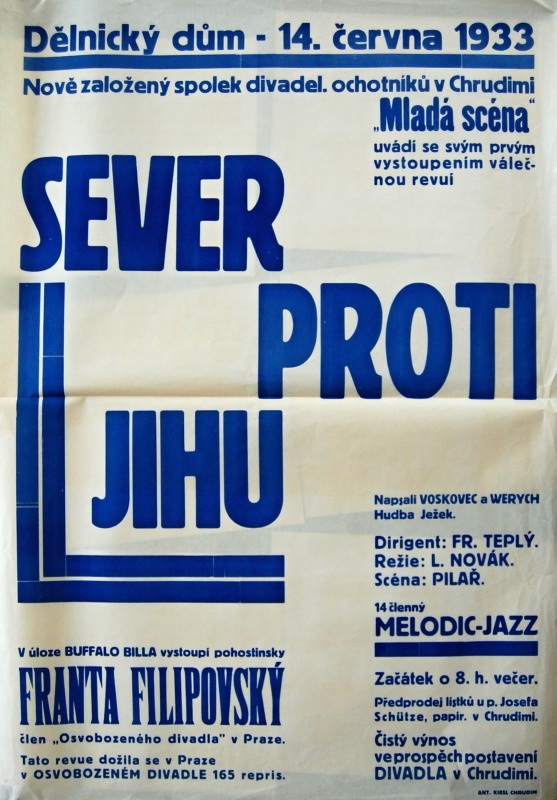 Dělnický dům - 14. června 1933
Nově založený spolek divadel. ochotníků v Chrudimi
„Mladá scéna“
uvádí se svým prvým
vystoupením váleč-
nou revuí
SEVER
PROTI
JIHU
Napsali VOSKOVEC a WERYCH
Hudba Ježek.
Dirigent: FR. TEPLÝ.
Režie: L. NOVÁK.
Scéna: PILAŘ.
14 členný
MELODIC-JAZZ
Začátek o 8. h. večer.
Předprodej lístků u p. Josefa
Schütze, papír. v Chrudimi.
Čistý výnos
ve prospěch postavení
DIVADLA v Chrudimi.
V úloze BUFFALO BILLA vystoupí pohostinsky
FRANTA FILIPOVSKÝ
člen „Osvobozeného divadla“ v Praze.
Tato revue dožila se v Praze
v OSVOBOZENÉM DIVADLE 165 repris.
ANT. KIESL CHRUDIM